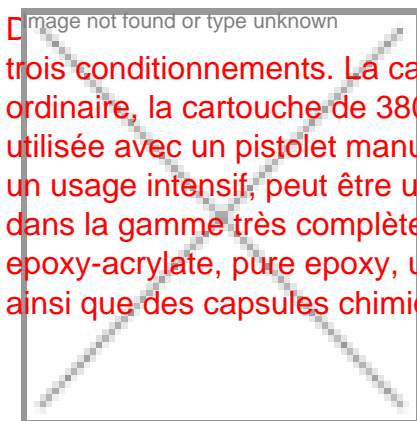 Image not found or type unknown
D
trois conditionnements. La ca
ordinaire, la cartouche de 380
utilisée avec un pistolet manu
un usage intensif, peut être u
dans la gamme très complète
epoxy-acrylate, pure epoxy, u
ainsi que des capsules chimi